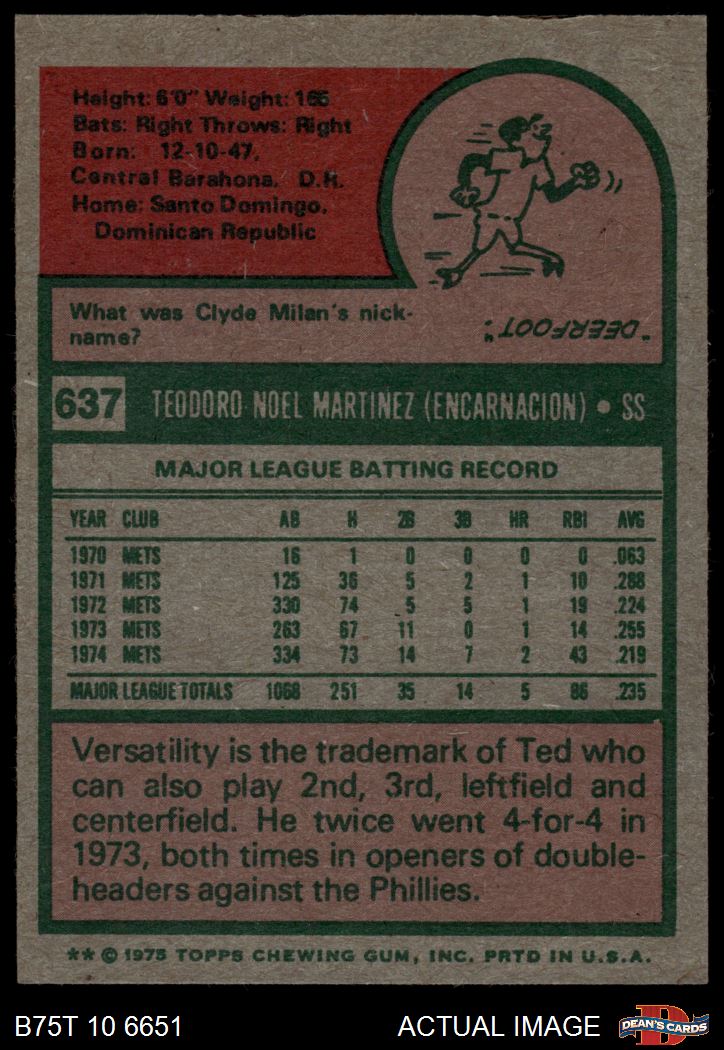 Height: 6'0" Weight: 165
Bats: Right Throws: Right
Born: 12-10-47,
Central Barahona, D.R.
Home: Santo Domingo,
Dominican Republic
What was Clyde Milan's nick-
name?
"DEERFOOT".
637 TEODORO NOEL MARTINEZ (ENCARNACION) • SS
MAJOR LEAGUE BATTING RECORD
YEAR CLUB AB H 2B 3B HR RBI AVG
1970 METS 16 1 0 0 0 0 .063
1971 METS 125 36 5 2 1 10 .288
1972 METS 330 74 5 5 1 19 .224
1973 METS 263 67 11 0 1 14 .255
1974 METS 334 73 14 7 2 43 .219
MAJOR LEAGUE TOTALS 1068 251 35 14 5 86 .235
Versatility is the trademark of Ted who
can also play 2nd, 3rd, leftfield and
centerfield. He twice went 4-for-4 in
1973, both times in openers of double-
headers against the Phillies.
** © 1975 TOPPS CHEWING GUM, INC. PRTD IN U.S.A.
B75T 10 6651 ACTUAL IMAGE
D
DEAN'S CARDS